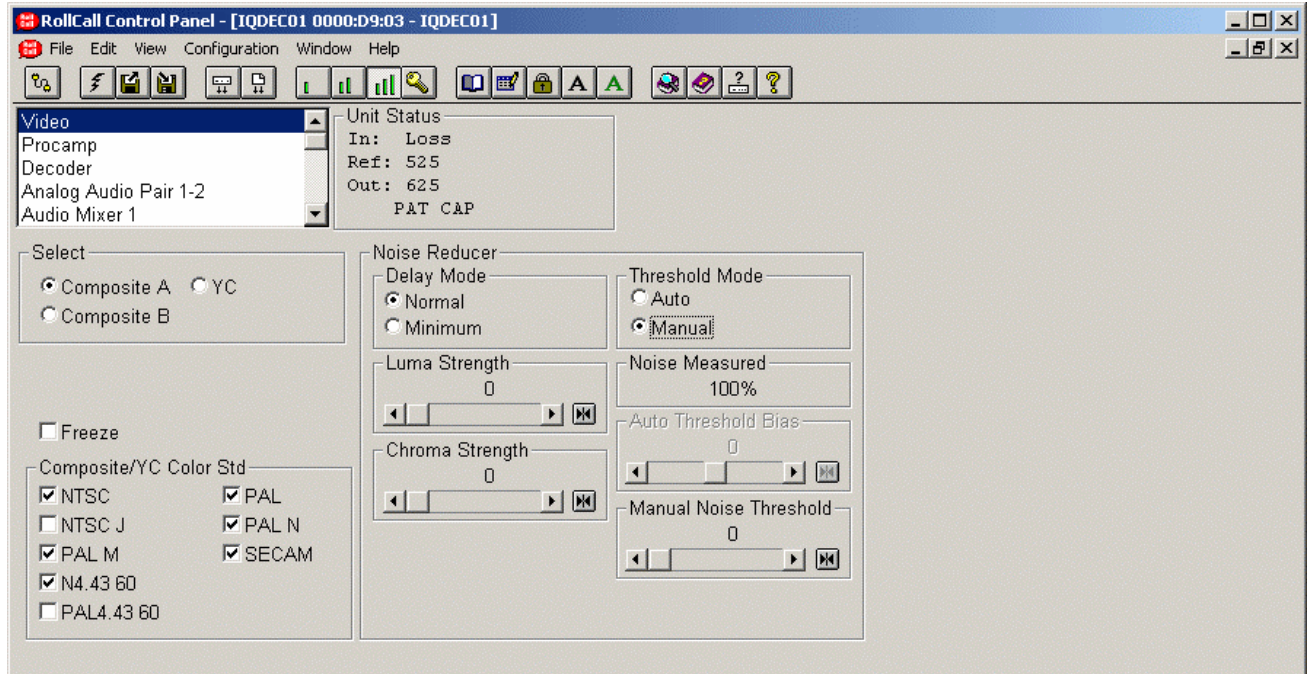 RollCall Control Panel - [IQDEC01 0000:D9:03 - IQDEC01]
File Edit View Configuration Window Help
A A ? ?
Video
Procamp
Decoder
Analog Audio Pair 1-2
Audio Mixer 1
Unit Status
In: Loss
Ref: 525
Out: 625
PAT CAP
Select
Composite A YC
Composite B
Freeze
Composite/YC Color Std
NTSC PAL
NTSC J PAL N
PAL M SECAM
N4.43 60
PAL4.43 60
Noise Reducer
Delay Mode
Normal
Minimum
Luma Strength
0
Chroma Strength
0
Threshold Mode
Auto
Manual
Noise Measured
100%
Auto Threshold Bias
0
Manual Noise Threshold
0